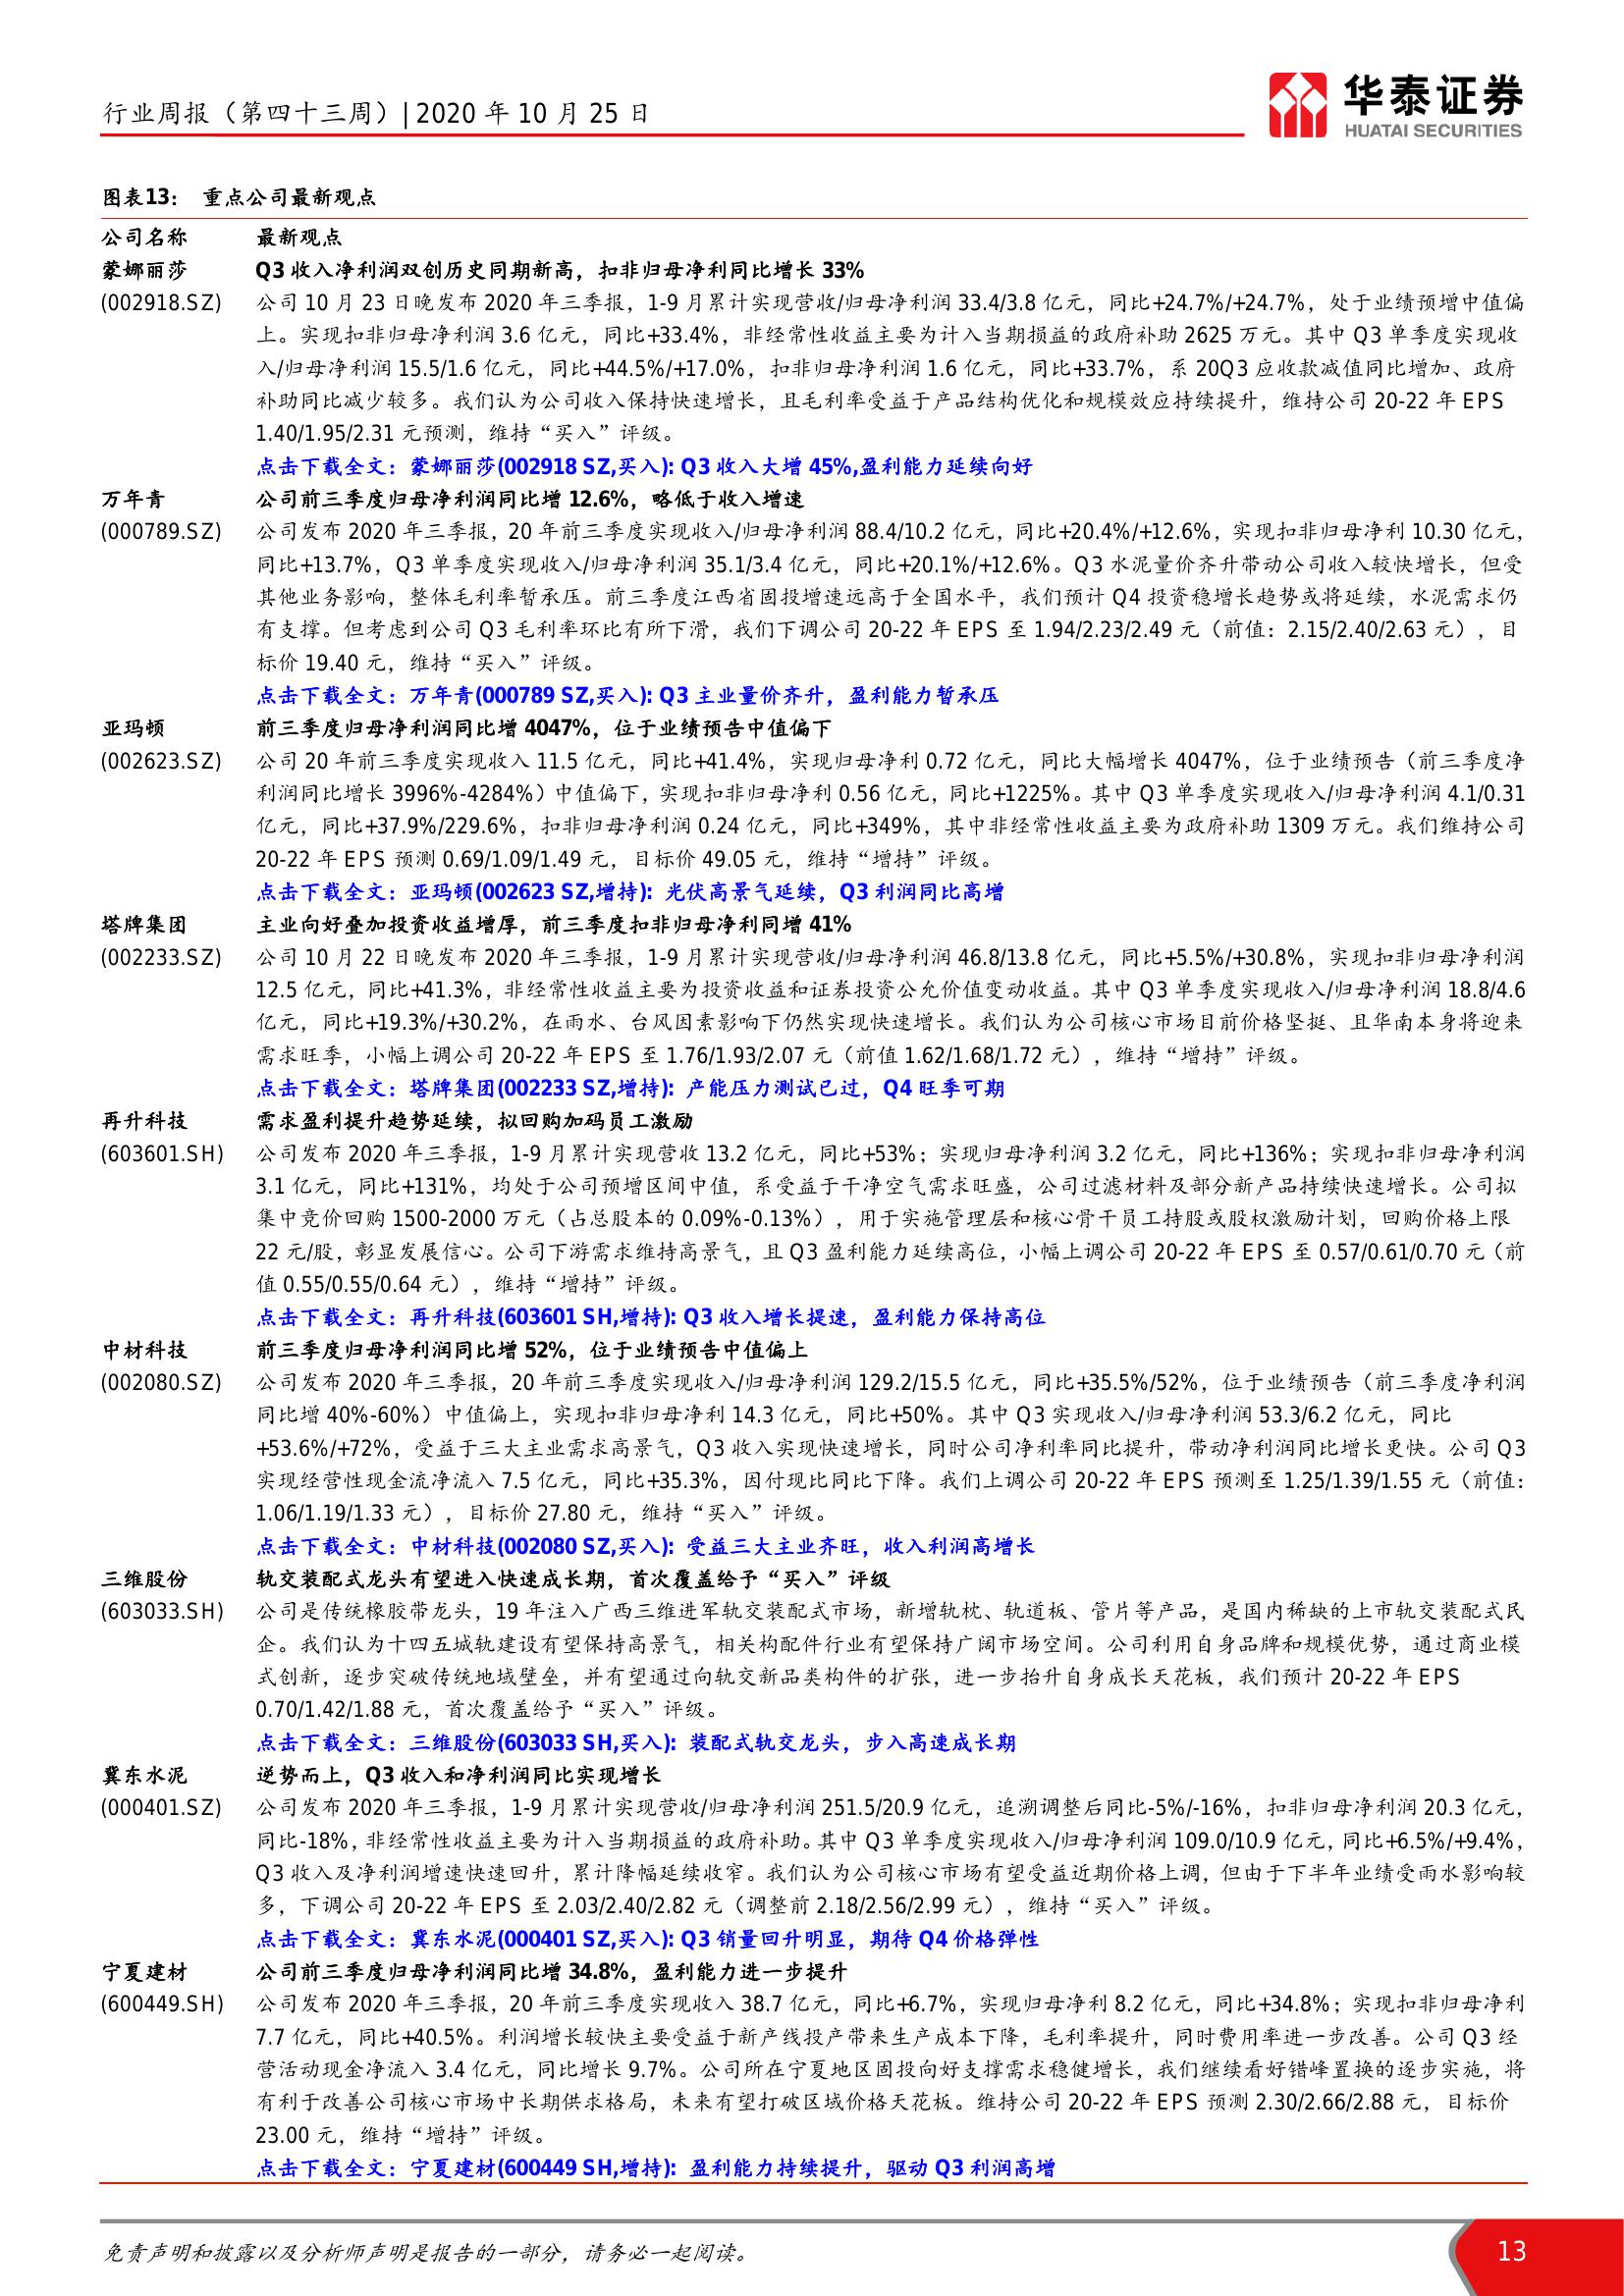 行业周报（第四十三周）| 2020 年 10 月 25 日
华泰证券
HUATAI SECURITIES
图表13： 重点公司最新观点
公司名称 最新观点
蒙娜丽莎 Q3 收入净利润双创历史同期新高，扣非归母净利同比增长 33%
(002918.SZ) 公司 10 月 23 日晚发布 2020 年三季报，1-9 月累计实现营收/归母净利润 33.4/3.8 亿元，同比+24.7%/+24.7%，处于业绩预增中值偏
上。实现扣非归母净利润 3.6 亿元，同比+33.4%，非经常性收益主要为计入当期损益的政府补助 2625 万元。其中 Q3 单季度实现收
入/归母净利润 15.5/1.6 亿元，同比+44.5%/+17.0%，扣非归母净利润 1.6 亿元，同比+33.7%，系 20Q3 应收款减值同比增加、政府
补助同比减少较多。我们认为公司收入保持快速增长，且毛利率受益于产品结构优化和规模效应持续提升，维持公司 20-22 年 EPS
1.40/1.95/2.31 元预测，维持“买入”评级。
点击下载全文：蒙娜丽莎(002918 SZ,买入): Q3 收入大增 45%,盈利能力延续向好
万年青 公司前三季度归母净利润同比增 12.6%，略低于收入增速
(000789.SZ) 公司发布 2020 年三季报，20 年前三季度实现收入/归母净利润 88.4/10.2 亿元，同比+20.4%/+12.6%，实现扣非归母净利 10.30 亿元，
同比+13.7%，Q3 单季度实现收入/归母净利润 35.1/3.4 亿元，同比+20.1%/+12.6%。Q3 水泥量价齐升带动公司收入较快增长，但受
其他业务影响，整体毛利率暂承压。前三季度江西省固投增速远高于全国水平，我们预计 Q4 投资稳增长趋势或将延续，水泥需求仍
有支撑。但考虑到公司 Q3 毛利率环比有所下滑，我们下调公司 20-22 年 EPS 至 1.94/2.23/2.49 元（前值：2.15/2.40/2.63 元），目
标价 19.40 元，维持“买入”评级。
点击下载全文：万年青(000789 SZ,买入): Q3 主业量价齐升，盈利能力暂承压
亚玛顿 前三季度归母净利润同比增 4047%，位于业绩预告中值偏下
(002623.SZ) 公司 20 年前三季度实现收入 11.5 亿元，同比+41.4%，实现归母净利 0.72 亿元，同比大幅增长 4047%，位于业绩预告（前三季度净
利润同比增长 3996%-4284%）中值偏下，实现扣非归母净利 0.56 亿元，同比+1225%。其中 Q3 单季度实现收入/归母净利润 4.1/0.31
亿元，同比+37.9%/229.6%，扣非归母净利润 0.24 亿元，同比+349%，其中非经常性收益主要为政府补助 1309 万元。我们维持公司
20-22 年 EPS 预测 0.69/1.09/1.49 元，目标价 49.05 元，维持“增持”评级。
点击下载全文：亚玛顿(002623 SZ,增持): 光伏高景气延续，Q3 利润同比高增
塔牌集团 主业向好叠加投资收益增厚，前三季度扣非归母净利同增 41%
(002233.SZ) 公司 10 月 22 日晚发布 2020 年三季报，1-9 月累计实现营收/归母净利润 46.8/13.8 亿元，同比+5.5%/+30.8%，实现扣非归母净利润
12.5 亿元，同比+41.3%，非经常性收益主要为投资收益和证券投资公允价值变动收益。其中 Q3 单季度实现收入/归母净利润 18.8/4.6
亿元，同比+19.3%/+30.2%，在雨水、台风因素影响下仍然实现快速增长。我们认为公司核心市场目前价格坚挺、且华南本身将迎来
需求旺季，小幅上调公司 20-22 年 EPS 至 1.76/1.93/2.07 元（前值 1.62/1.68/1.72 元），维持“增持”评级。
点击下载全文：塔牌集团(002233 SZ,增持): 产能压力测试已过，Q4 旺季可期
再升科技 需求盈利提升趋势延续，拟回购加码员工激励
(603601.SH) 公司发布 2020 年三季报，1-9 月累计实现营收 13.2 亿元，同比+53%；实现归母净利润 3.2 亿元，同比+136%；实现扣非归母净利润
3.1 亿元，同比+131%，均处于公司预增区间中值，系受益于干净空气需求旺盛，公司过滤材料及部分新产品持续快速增长。公司拟
集中竞价回购 1500-2000 万元（占总股本的 0.09%-0.13%），用于实施管理层和核心骨干员工持股或股权激励计划，回购价格上限
22 元/股，彰显发展信心。公司下游需求维持高景气，且 Q3 盈利能力延续高位，小幅上调公司 20-22 年 EPS 至 0.57/0.61/0.70 元（前
值 0.55/0.55/0.64 元），维持“增持”评级。
点击下载全文：再升科技(603601 SH,增持): Q3 收入增长提速，盈利能力保持高位
中材科技 前三季度归母净利润同比增 52%，位于业绩预告中值偏上
(002080.SZ) 公司发布 2020 年三季报，20 年前三季度实现收入/归母净利润 129.2/15.5 亿元，同比+35.5%/52%，位于业绩预告（前三季度净利润
同比增 40%-60%）中值偏上，实现扣非归母净利 14.3 亿元，同比+50%。其中 Q3 实现收入/归母净利润 53.3/6.2 亿元，同比
+53.6%/+72%，受益于三大主业需求高景气，Q3 收入实现快速增长，同时公司净利率同比提升，带动净利润同比增长更快。公司 Q3
实现经营性现金流净流入 7.5 亿元，同比+35.3%，因付现比同比下降。我们上调公司 20-22 年 EPS 预测至 1.25/1.39/1.55 元（前值：
1.06/1.19/1.33 元），目标价 27.80 元，维持“买入”评级。
点击下载全文：中材科技(002080 SZ,买入): 受益三大主业齐旺，收入利润高增长
三维股份 轨交装配式龙头有望进入快速成长期，首次覆盖给予“买入”评级
(603033.SH) 公司是传统橡胶带龙头，19 年注入广西三维进军轨交装配式市场，新增轨枕、轨道板、管片等产品，是国内稀缺的上市轨交装配式民
企。我们认为十四五城轨建设有望保持高景气，相关构配件行业有望保持广阔市场空间。公司利用自身品牌和规模优势，通过商业模
式创新，逐步突破传统地域壁垒，并有望通过向轨交新品类构件的扩张，进一步抬升自身成长天花板，我们预计 20-22 年 EPS
0.70/1.42/1.88 元，首次覆盖给予“买入”评级。
点击下载全文：三维股份(603033 SH,买入): 装配式轨交龙头，步入高速成长期
冀东水泥 逆势而上，Q3 收入和净利润同比实现增长
(000401.SZ) 公司发布 2020 年三季报，1-9 月累计实现营收/归母净利润 251.5/20.9 亿元，追溯调整后同比-5%/-16%，扣非归母净利润 20.3 亿元，
同比-18%，非经常性收益主要为计入当期损益的政府补助。其中 Q3 单季度实现收入/归母净利润 109.0/10.9 亿元，同比+6.5%/+9.4%，
Q3 收入及净利润增速快速回升，累计降幅延续收窄。我们认为公司核心市场有望受益近期价格上调，但由于下半年业绩受雨水影响较
多，下调公司 20-22 年 EPS 至 2.03/2.40/2.82 元（调整前 2.18/2.56/2.99 元），维持“买入”评级。
点击下载全文：冀东水泥(000401 SZ,买入): Q3 销量回升明显，期待 Q4 价格弹性
宁夏建材 公司前三季度归母净利润同比增 34.8%，盈利能力进一步提升
(600449.SH) 公司发布 2020 年三季报，20 年前三季度实现收入 38.7 亿元，同比+6.7%，实现归母净利 8.2 亿元，同比+34.8%；实现扣非归母净利
7.7 亿元，同比+40.5%。利润增长较快主要受益于新产线投产带来生产成本下降，毛利率提升，同时费用率进一步改善。公司 Q3 经
营活动现金净流入 3.4 亿元，同比增长 9.7%。公司所在宁夏地区固投向好支撑需求稳健增长，我们继续看好错峰置换的逐步实施，将
有利于改善公司核心市场中长期供求格局，未来有望打破区域价格天花板。维持公司 20-22 年 EPS 预测 2.30/2.66/2.88 元，目标价
23.00 元，维持“增持”评级。
点击下载全文：宁夏建材(600449 SH,增持): 盈利能力持续提升，驱动 Q3 利润高增
免责声明和披露以及分析师声明是报告的一部分，请务必一起阅读。
13